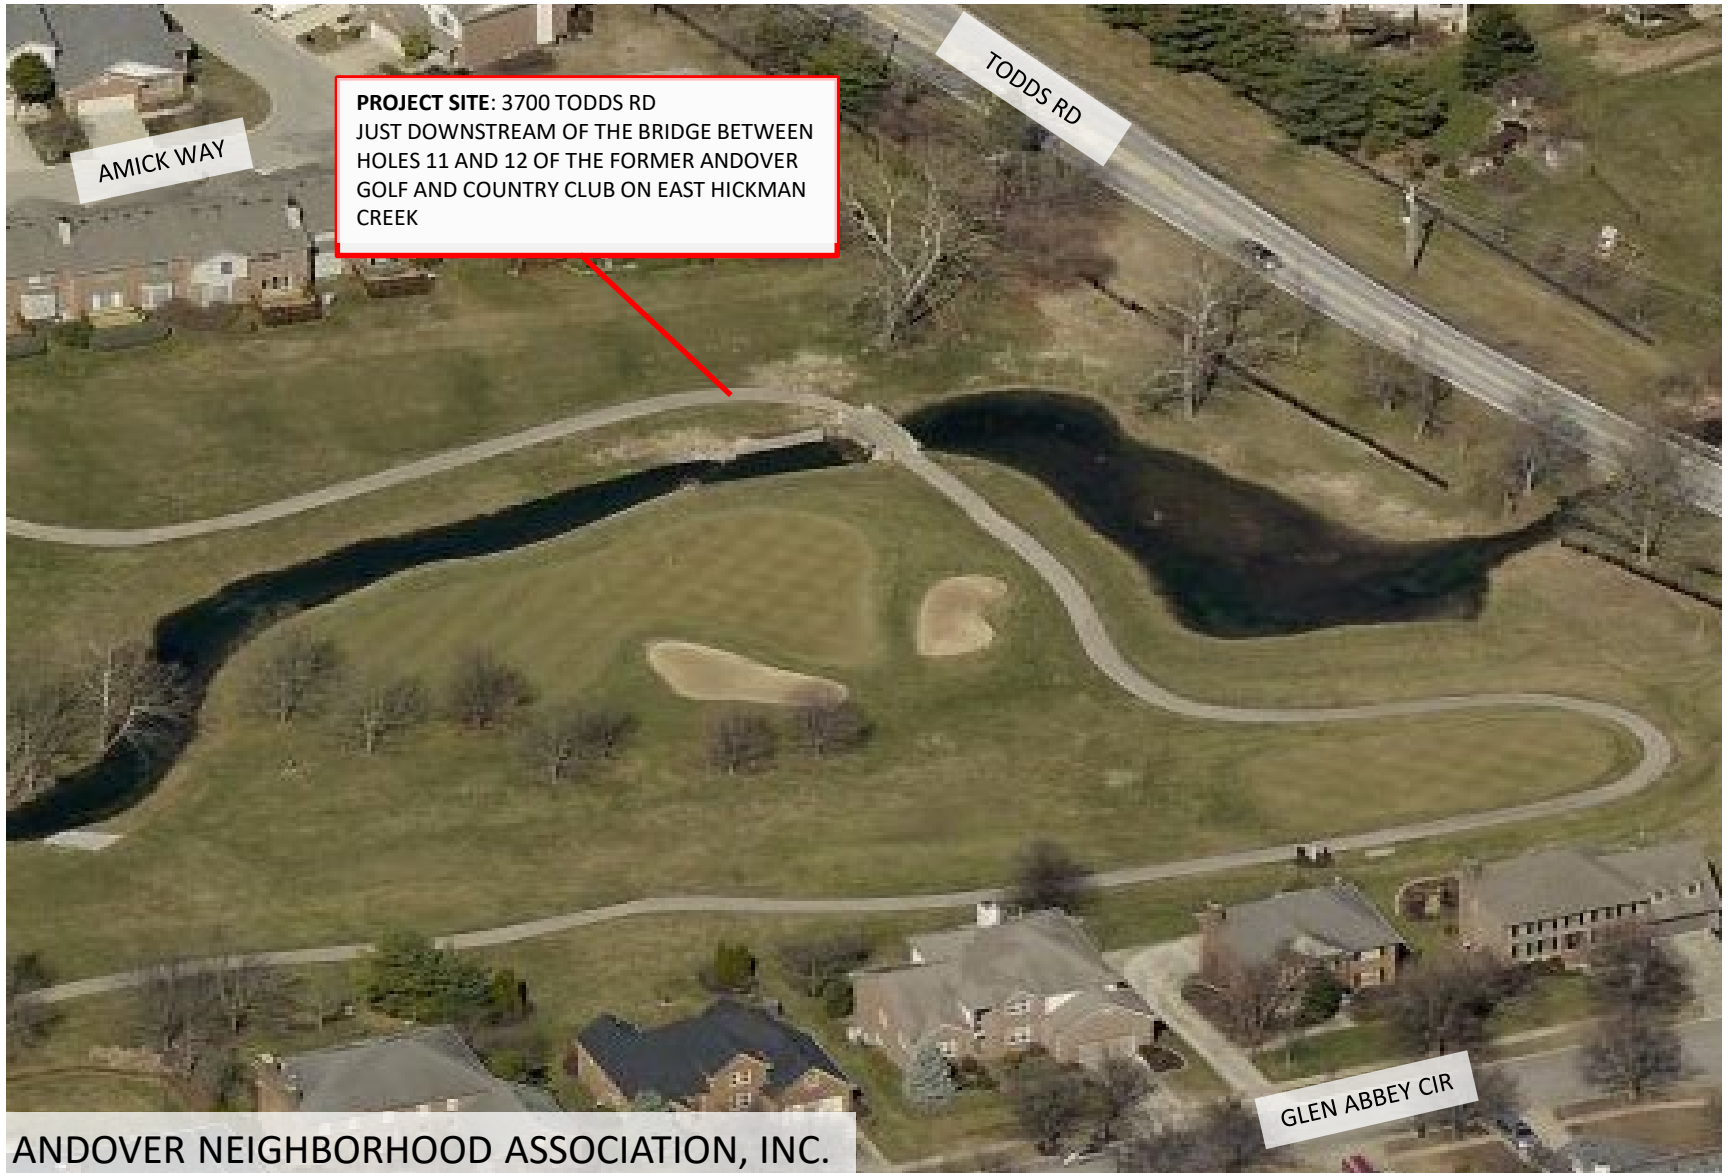 TODDS RD
PROJECT SITE: 3700 TODDS RD
JUST DOWNSTREAM OF THE BRIDGE BETWEEN
HOLES 11 AND 12 OF THE FORMER ANDOVER
GOLF AND COUNTRY CLUB ON EAST HICKMAN
CREEK
AMICK WAY
GLEN ABBEY CIR
ANDOVER NEIGHBORHOOD ASSOCIATION, INC.